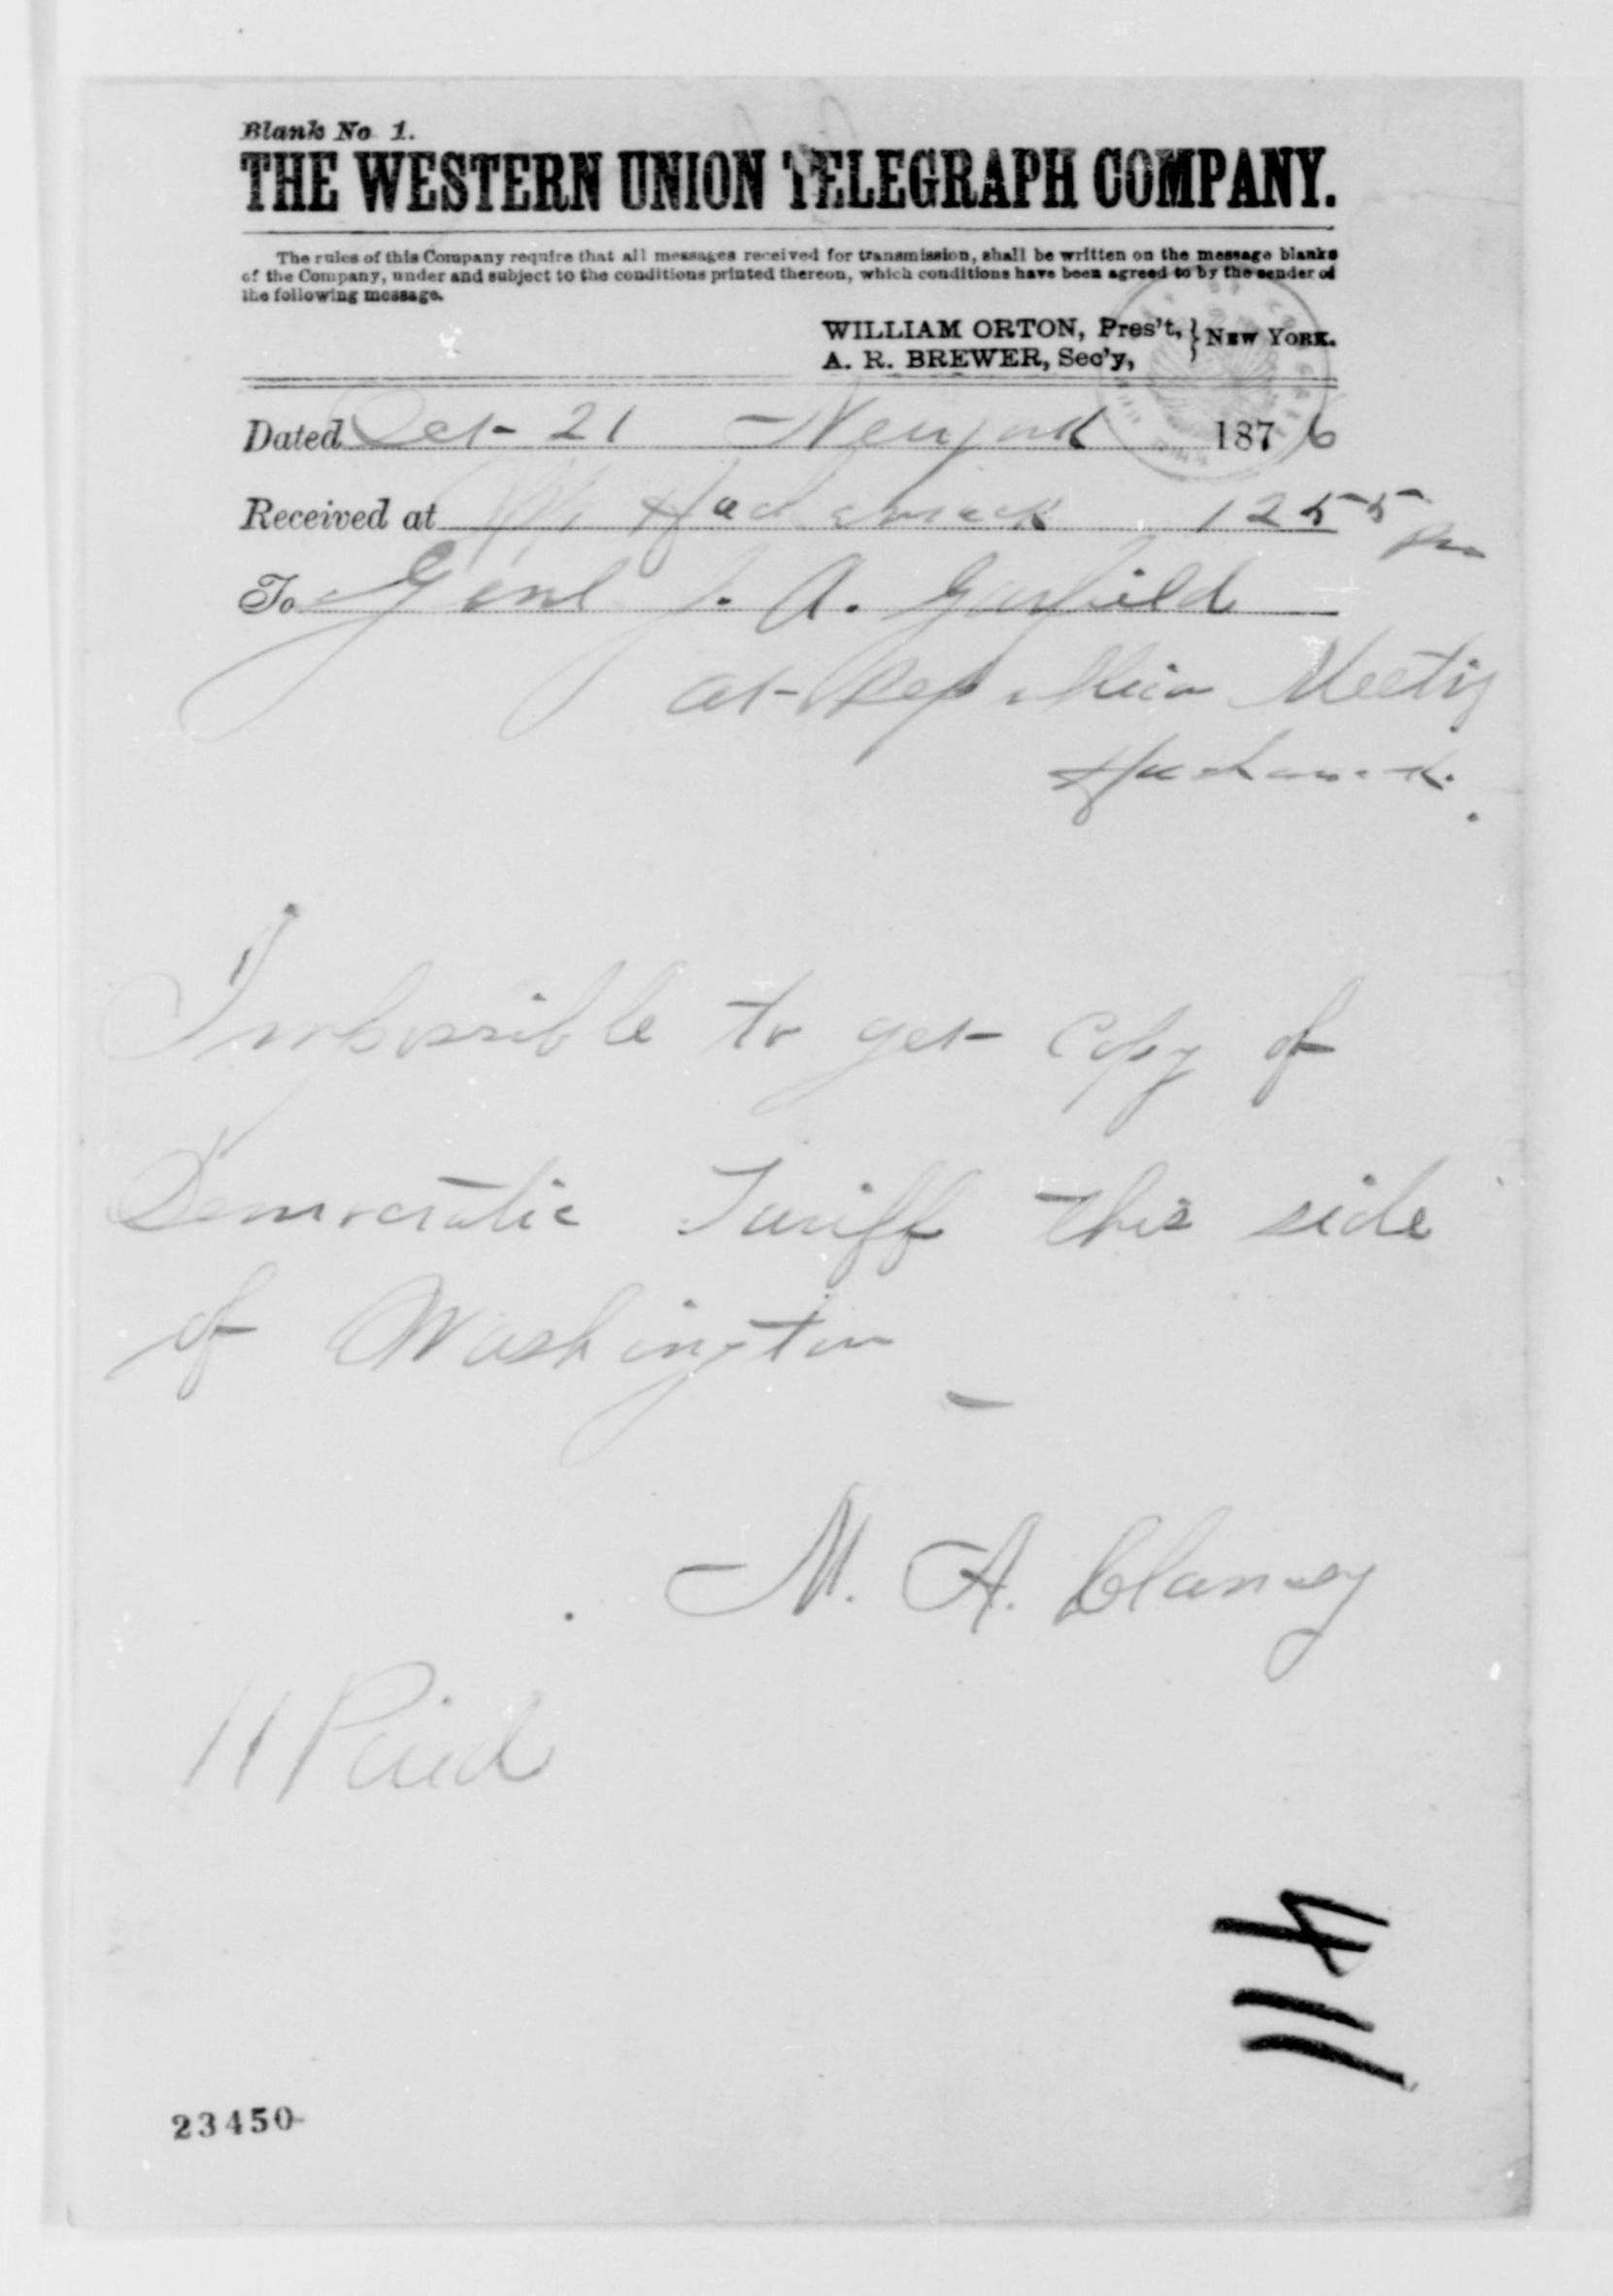 Blank No 1.
THE WESTERN UNION TELEGRAPH COMPANY.
The rules of this Company require that all messages received for transmission, shall be written on the message blanks
of the Company, under and subject to the conditions printed thereon, which conditions have been agreed to by the sender of
the following message.
WILLIAM ORTON, Pres't, } NEW YORK.
A. R. BREWER, Sec'y,
Dated Oct 21 New york 1876
Received at Hackensack 1255 Pm
To Genl J. A. Garfield
at Republican Meetig
Hackensack.
Impossible to get copy of
Democratic Tariff this side
of Washington –
M. A. Clancy
11 Paid
114
23450